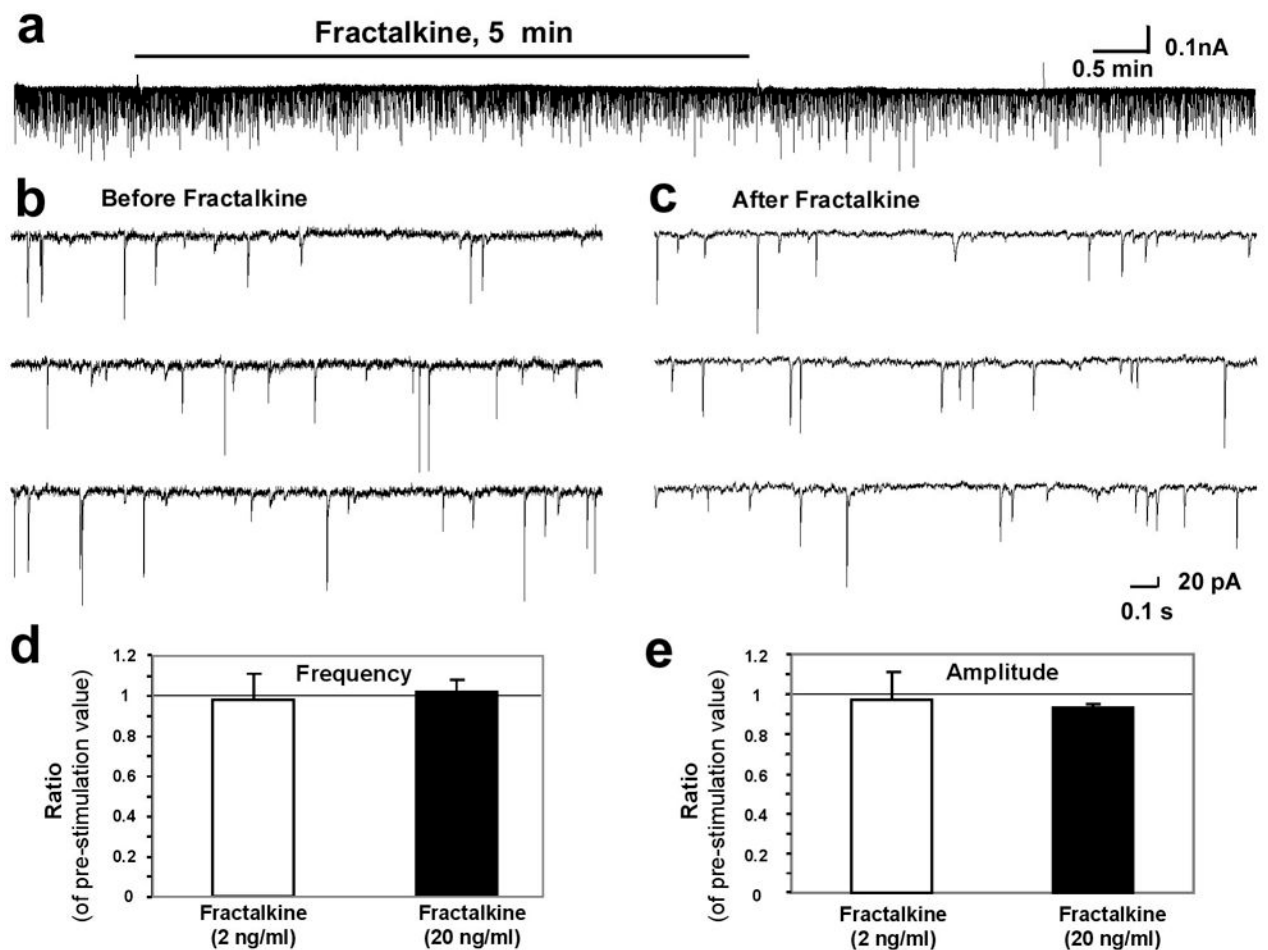 a
Fractalkine, 5 min
0.1nA
0.5 min
b
Before Fractalkine
c
After Fractalkine
20 pA
0.1 s
d
Ratio
(of pre-stimulation value)
1.2
1
0.8
0.6
0.4
0.2
0
Frequency
Fractalkine
(2 ng/ml)
Fractalkine
(20 ng/ml)
e
Ratio
(of pre-stimulation value)
1.2
1
0.8
0.6
0.4
0.2
0
Amplitude
Fractalkine
(2 ng/ml)
Fractalkine
(20 ng/ml)